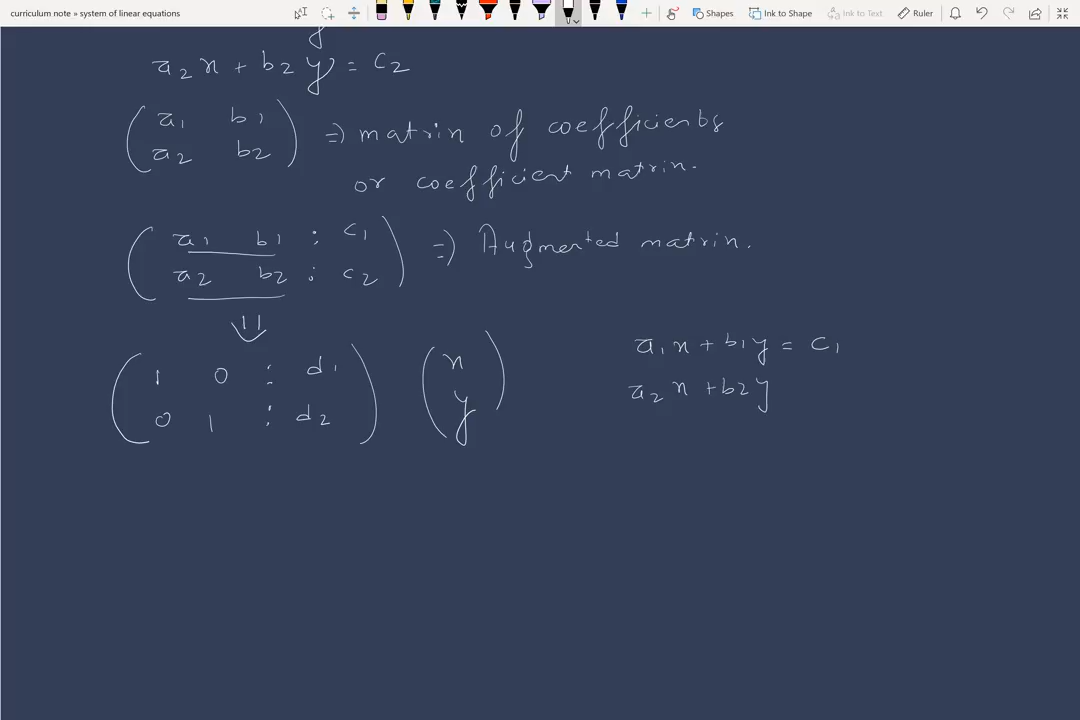 curriculum note » system of linear equations
Shapes Ink to Shape Ink to Text Ruler
y
a₂x + b₂y = c₂
a₁ b₁
a₂ b₂
⇒ matrix of coefficients
or coefficient matrix.
a₁ b₁ : c₁
a₂ b₂ : c₂
⇒ Augmented matrix.
⇓
1 0 : d₁
0 1 : d₂
x
y
a₁x + b₁y = c₁
a₂x + b₂y